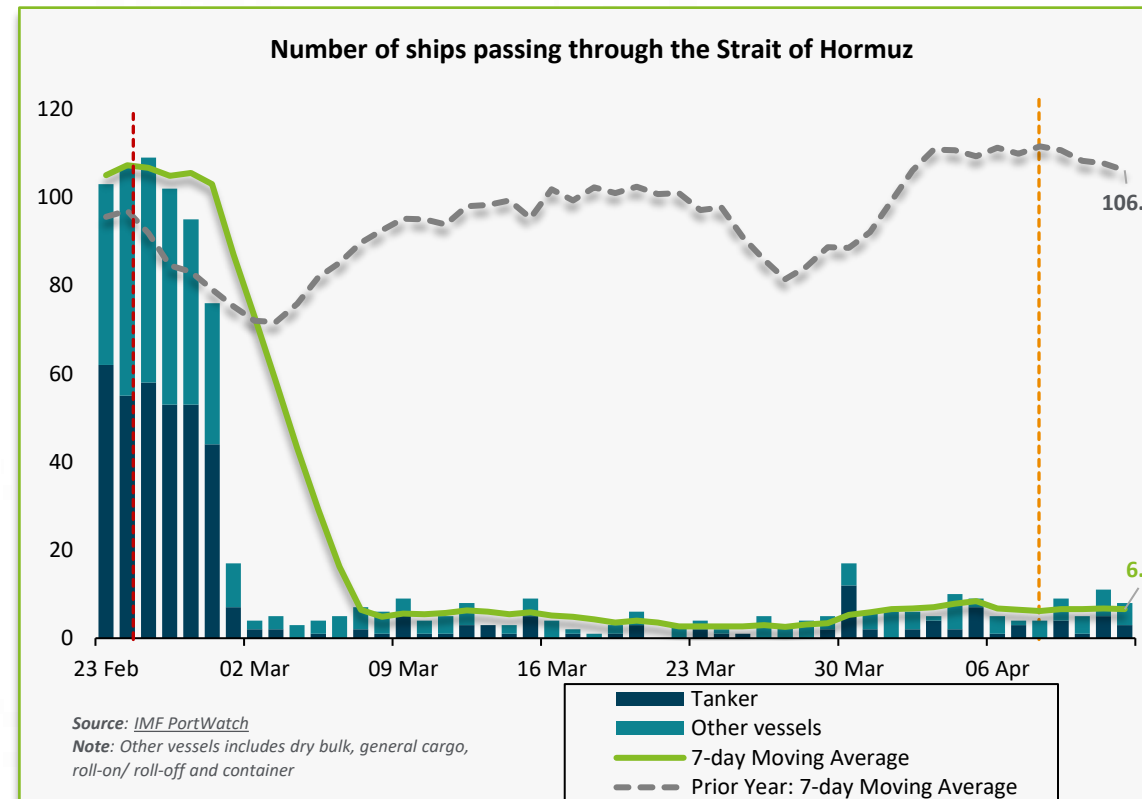 Number of ships passing through the Strait of Hormuz
120
100
80
60
40
20
0
106.
6.
23 Feb
02 Mar
09 Mar
16 Mar
23 Mar
30 Mar
06 Apr
Source: IMF PortWatch
Note: Other vessels includes dry bulk, general cargo,
roll-on/ roll-off and container
Tanker
Other vessels
7-day Moving Average
Prior Year: 7-day Moving Average